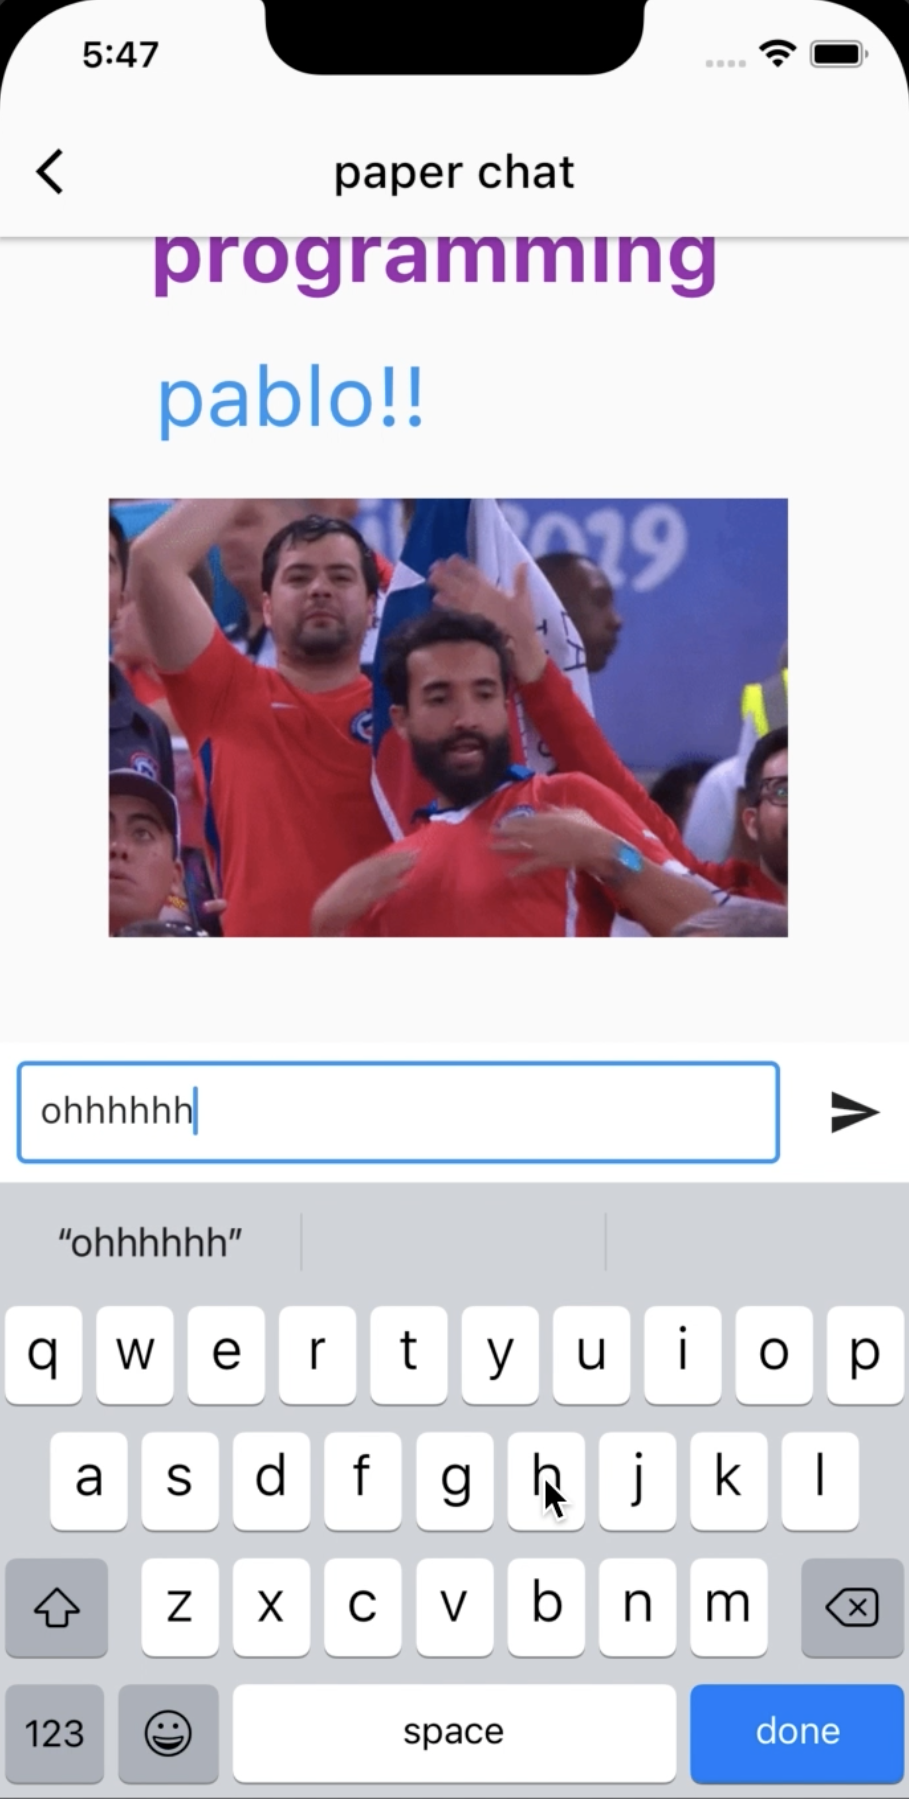 5:47
paper chat
programming
pablo!!
2019
ohhhhhh
“ohhhhhh”
q w e r t y u i o p
a s d f g h j k l
z x c v b n m
123 space done